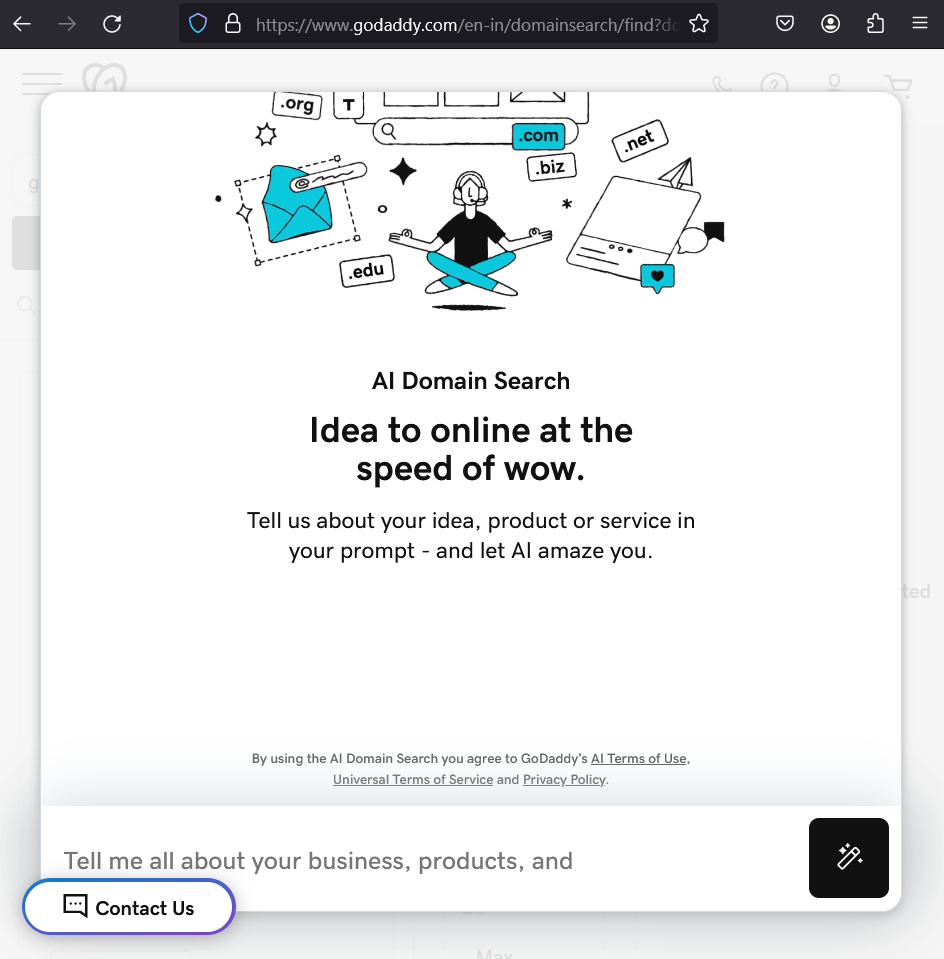 https://www.godaddy.com/en-in/domainsearch/find?do
.org
T
.com
.net
.biz
.edu
AI Domain Search
Idea to online at the
speed of wow.
Tell us about your idea, product or service in
your prompt - and let AI amaze you.
ted
By using the AI Domain Search you agree to GoDaddy's AI Terms of Use,
Universal Terms of Service and Privacy Policy.
Tell me all about your business, products, and
Contact Us
Max